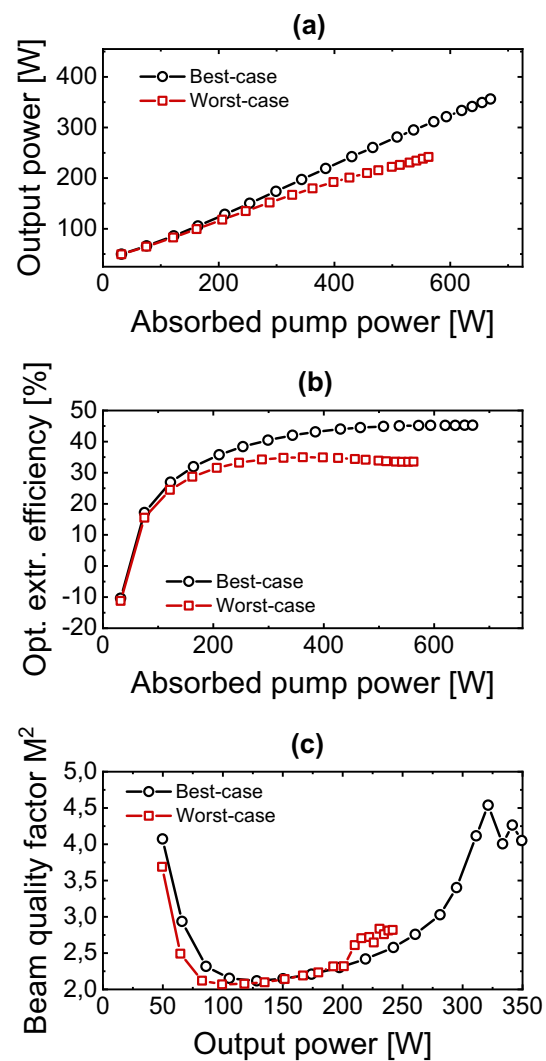 (a)
Output power [W]
400
300
200
100
Best-case
Worst-case
0 200 400 600
Absorbed pump power [W]
(b)
Opt. extr. efficiency [%]
50
40
30
20
10
0
-10
-20
Best-case
Worst-case
0 200 400 600
Absorbed pump power [W]
(c)
Beam quality factor M²
5,0
4,5
4,0
3,5
3,0
2,5
2,0
Best-case
Worst-case
0 50 100 150 200 250 300 350
Output power [W]